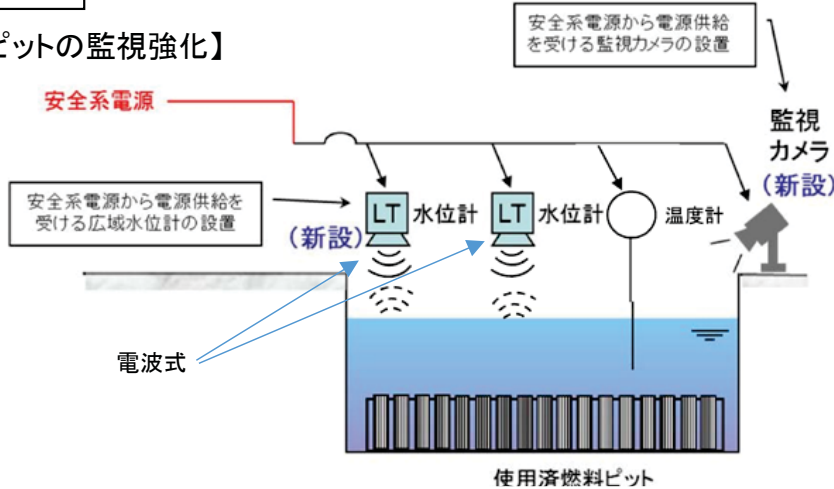 ピットの監視強化】
安全系電源から電源供給
を受ける監視カメラの設置
安全系電源
監視
カメラ
(新設)
安全系電源から電源供給を
受ける広域水位計の設置
(新設)
LT 水位計
LT 水位計
温度計
電波式
使用済燃料ピット